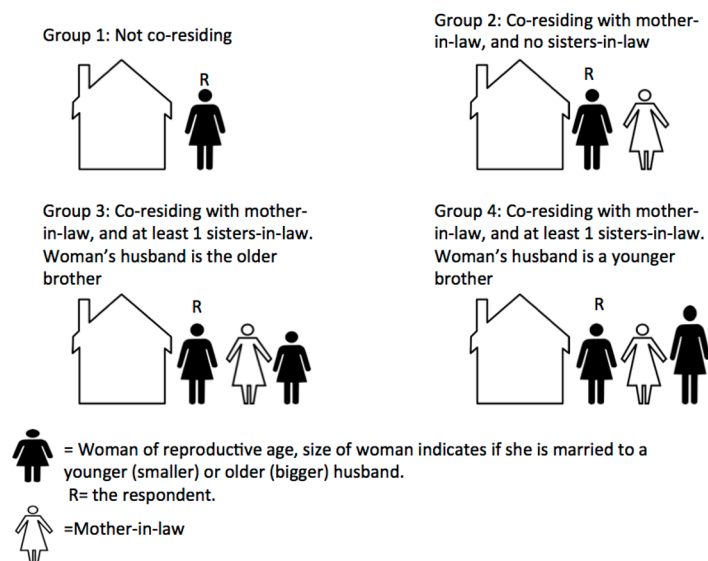 Group 1: Not co-residing
R
Group 2: Co-residing with mother-
in-law, and no sisters-in-law
R
Group 3: Co-residing with mother-
in-law, and at least 1 sisters-in-law.
Woman's husband is the older
brother
R
Group 4: Co-residing with mother-
in-law, and at least 1 sisters-in-law.
Woman's husband is a younger
brother
R
= Woman of reproductive age, size of woman indicates if she is married to a
younger (smaller) or older (bigger) husband.
R= the respondent.
=Mother-in-law